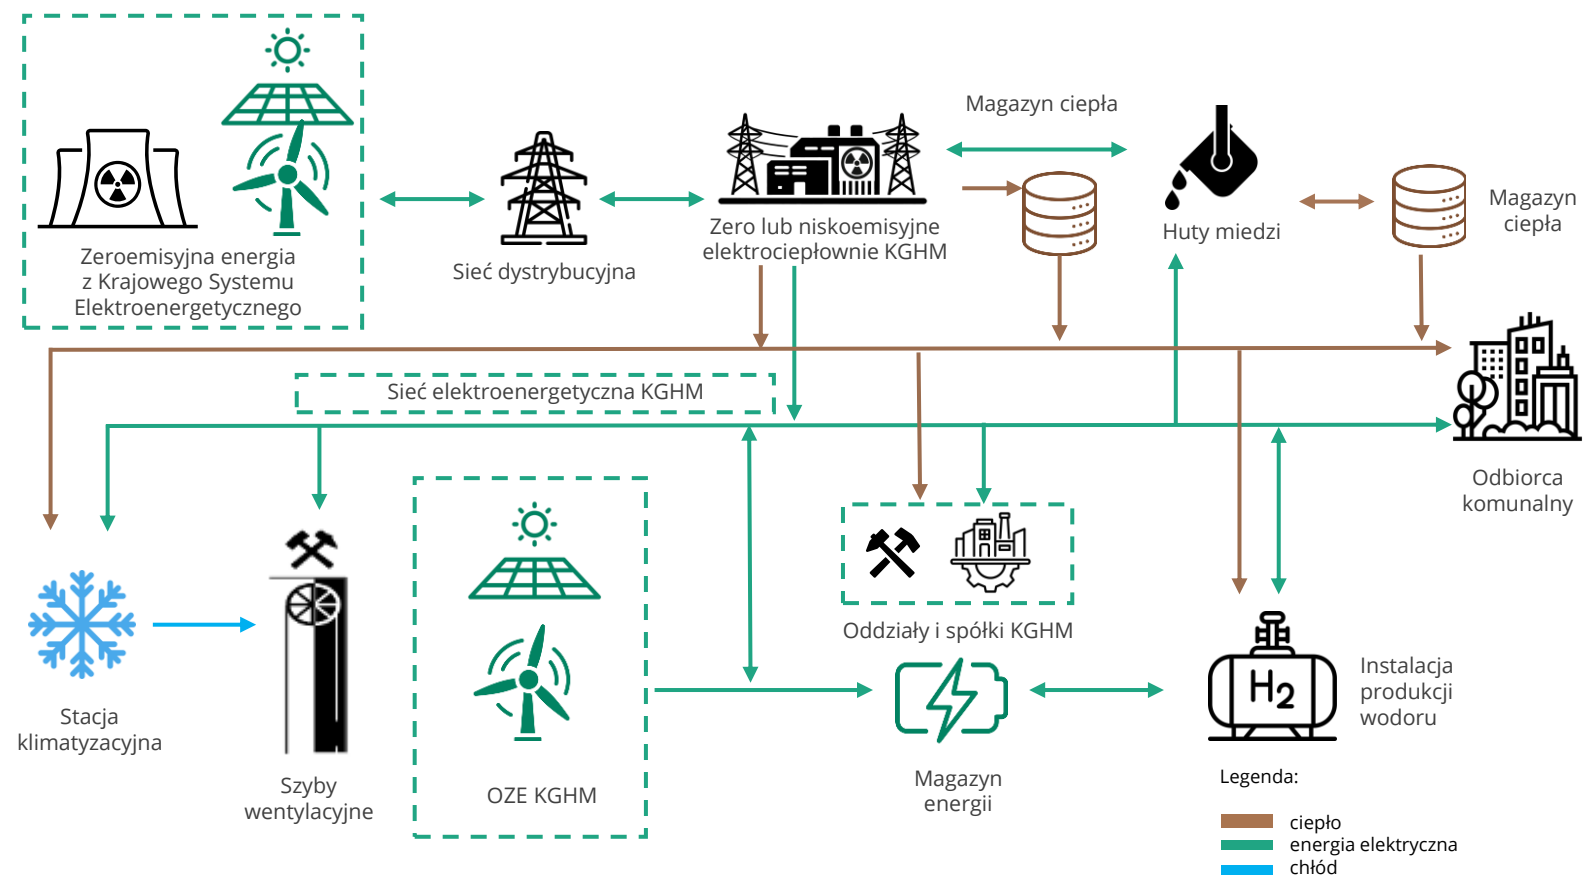 Zeroemisyjna energia
z Krajowego Systemu
Elektroenergetycznego
Sieć dystrybucyjna
Zero lub niskoemisyjne
elektrociepłownie KGHM
Magazyn ciepła
Huty miedzi
Magazyn
ciepła
Sieć elektroenergetyczna KGHM
Odbiorca
komunalny
Stacja
klimatyzacyjna
Szyby
wentylacyjne
OZE KGHM
Oddziały i spółki KGHM
Magazyn
energii
H2
Instalacja
produkcji
wodoru
Legenda:
ciepło
energia elektryczna
chłód